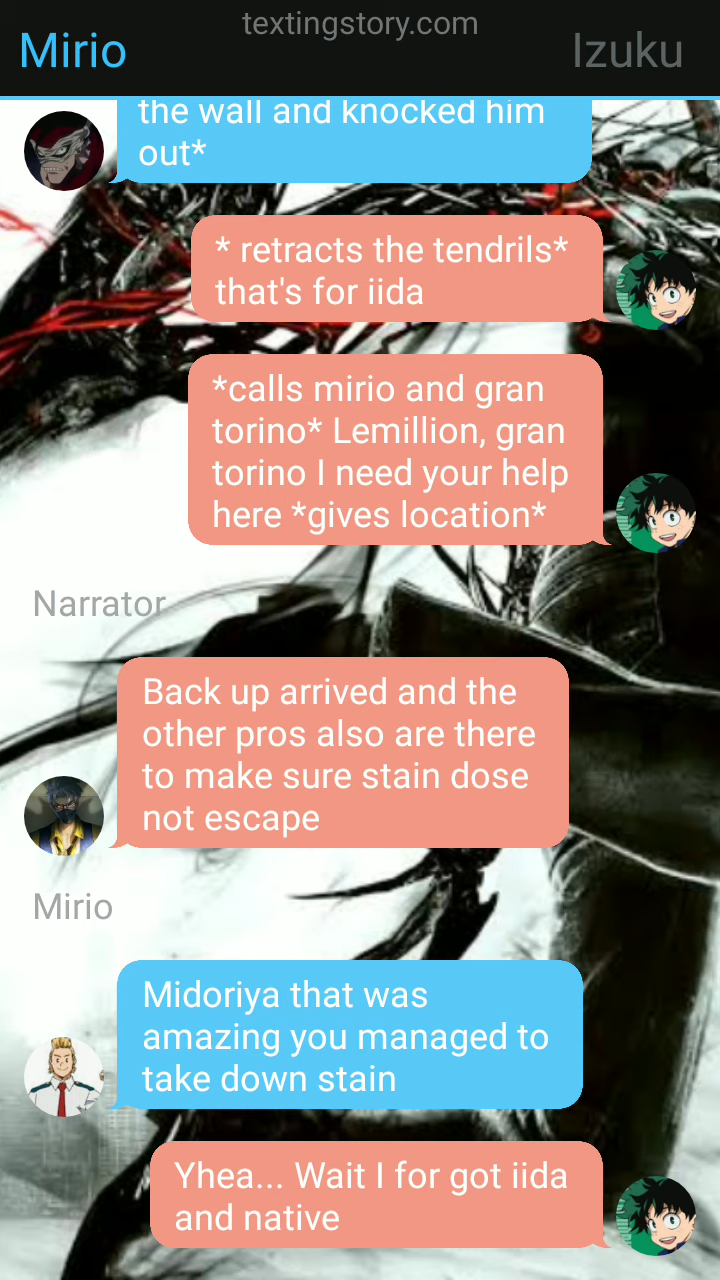 textingstory.com
Mirio
Izuku
the wall and knocked him
out*
* retracts the tendrils*
that's for iida
*calls mirio and gran
torino* Lemillion, gran
torino I need your help
here *gives location*
Narrator
Back up arrived and the
other pros also are there
to make sure stain dose
not escape
Mirio
Midoriya that was
amazing you managed to
take down stain
Yhea... Wait I for got iida
and native